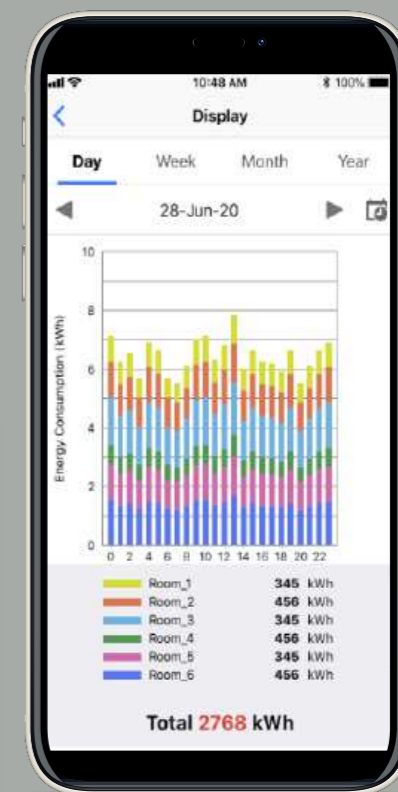 10:48 AM 100%
Display
Day Week Month Year
28-Jun-20
Energy Consumption (kWh)
10
8
6
4
2
0
0 2 4 6 8 10 12 14 16 18 20 22
Room_1 345 kWh
Room_2 456 kWh
Room_3 345 kWh
Room_4 456 kWh
Room_5 345 kWh
Room_6 456 kWh
Total 2768 kWh